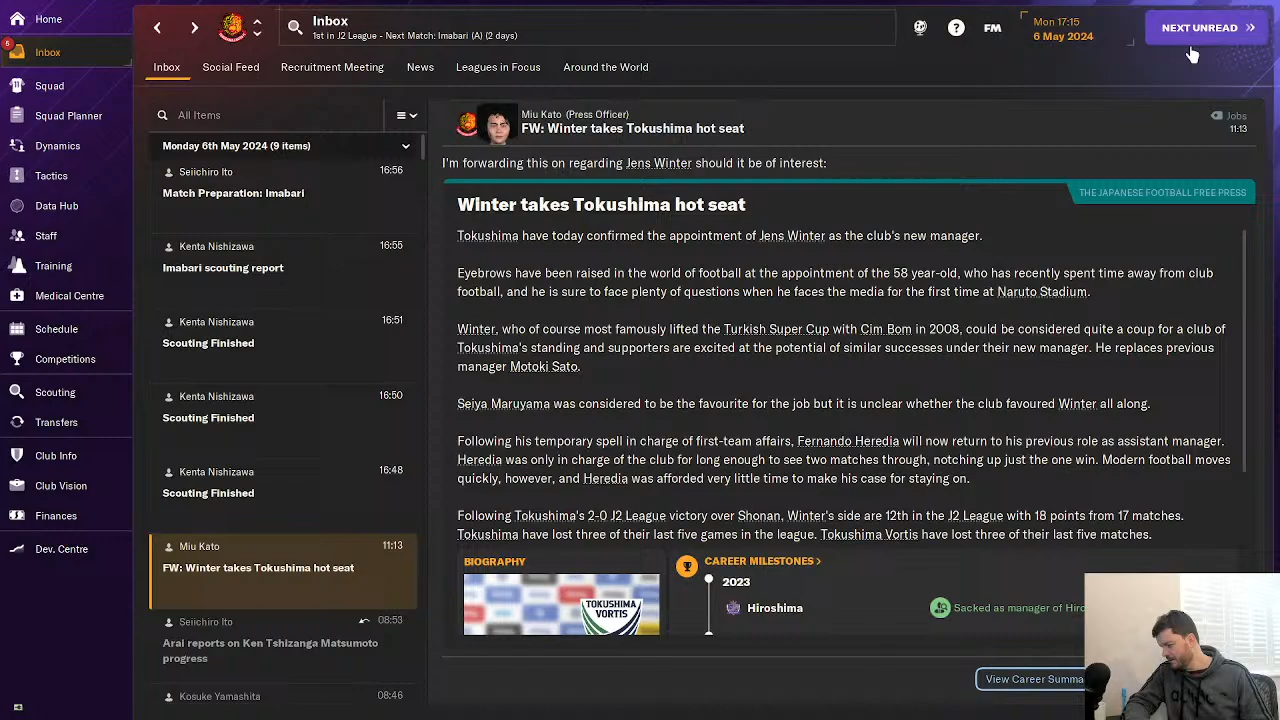 Home
Inbox
1st in J2 League - Next Match: Imabari (A) (2 days)
FM
Mon 17:15
6 May 2024
NEXT UNREAD
6
Inbox
Squad
Squad Planner
Dynamics
Tactics
Data Hub
Staff
Training
Medical Centre
Schedule
Competitions
Scouting
Transfers
Club Info
Club Vision
Finances
Dev. Centre
Inbox
Social Feed
Recruitment Meeting
News
Leagues in Focus
Around the World
All Items
Monday 6th May 2024 (9 items)
Seiichiro Ito 16:56
Match Preparation: Imabari
Kenta Nishizawa 16:55
Imabari scouting report
Kenta Nishizawa 16:51
Scouting Finished
Kenta Nishizawa 16:50
Scouting Finished
Kenta Nishizawa 16:48
Scouting Finished
Miu Kato 11:13
FW: Winter takes Tokushima hot seat
Seiichiro Ito 08:53
Arai reports on Ken Tshizanga Matsumoto
progress
Kosuke Yamashita 08:46
Miu Kato (Press Officer)
FW: Winter takes Tokushima hot seat
Jobs
11:13
I'm forwarding this on regarding Jens Winter should it be of interest:
THE JAPANESE FOOTBALL FREE PRESS
Winter takes Tokushima hot seat
Tokushima have today confirmed the appointment of Jens Winter as the club's new manager.
Eyebrows have been raised in the world of football at the appointment of the 58 year-old, who has recently spent time away from club
football, and he is sure to face plenty of questions when he faces the media for the first time at Naruto Stadium.
Winter, who of course most famously lifted the Turkish Super Cup with Cim Bom in 2008, could be considered quite a coup for a club of
Tokushima's standing and supporters are excited at the potential of similar successes under their new manager. He replaces previous
manager Motoki Sato.
Seiya Maruyama was considered to be the favourite for the job but it is unclear whether the club favoured Winter all along.
Following his temporary spell in charge of first-team affairs, Fernando Heredia will now return to his previous role as assistant manager.
Heredia was only in charge of the club for long enough to see two matches through, notching up just the one win. Modern football moves
quickly, however, and Heredia was afforded very little time to make his case for staying on.
Following Tokushima's 2-0 J2 League victory over Shonan, Winter's side are 12th in the J2 League with 18 points from 17 matches.
Tokushima have lost three of their last five games in the league. Tokushima Vortis have lost three of their last five matches.
BIOGRAPHY
TOKUSHIMA
VORTIS
CAREER MILESTONES >
2023
Hiroshima
Sacked as manager of Hiro
View Career Summa